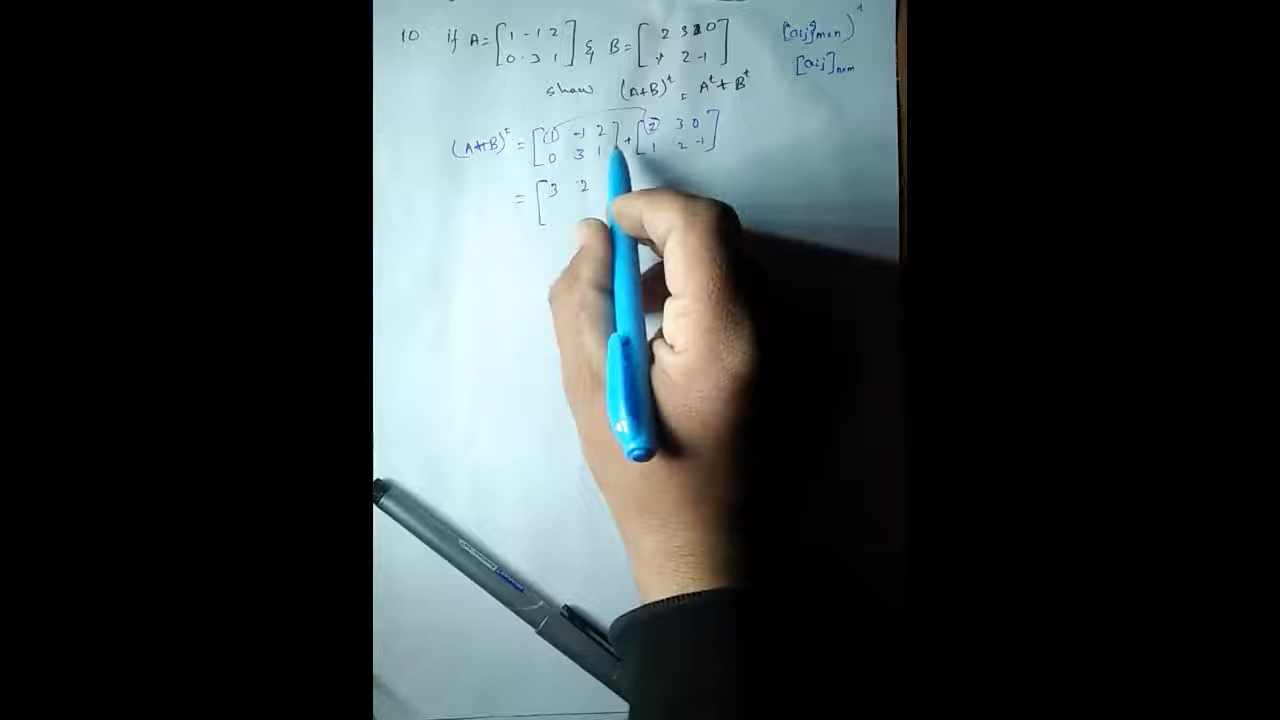 10 if A = [ 1 -1 2 ] & B = [ 2 3 0 ] [aij]m×n)t
0 3 1 1 2 -1 [aij]n×m
show (A+B)t = At + Bt
(A+B)t = [ 1 -1 2 ] + [ 2 3 0 ]
0 3 1 1 2 -1
= [ 3 2